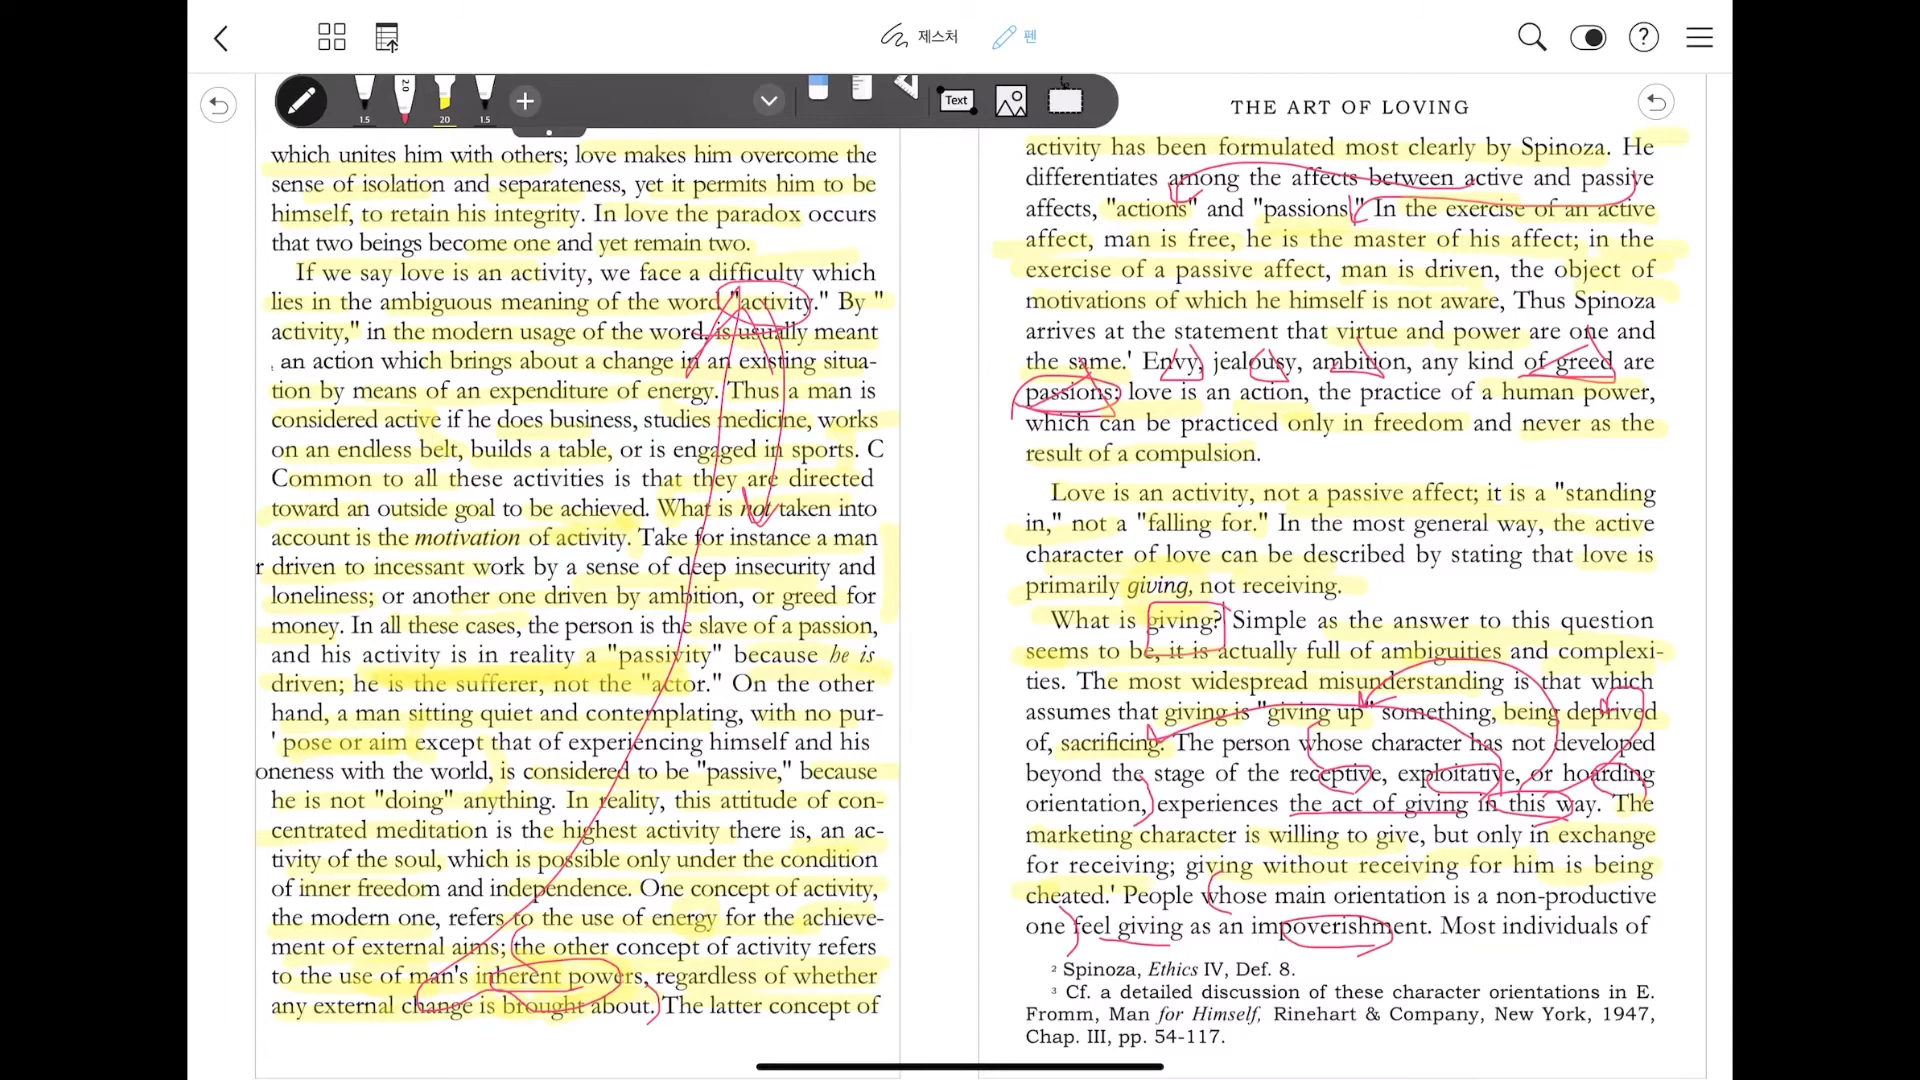 제스처
펜
1.5
2.0
20
1.5
Text
which unites him with others; love makes him overcome the
sense of isolation and separateness, yet it permits him to be
himself, to retain his integrity. In love the paradox occurs
that two beings become one and yet remain two.
If we say love is an activity, we face a difficulty which
lies in the ambiguous meaning of the word "activity." By "
activity," in the modern usage of the word, is usually meant
an action which brings about a change in an existing situa-
tion by means of an expenditure of energy. Thus a man is
considered active if he does business, studies medicine, works
on an endless belt, builds a table, or is engaged in sports. C
Common to all these activities is that they are directed
toward an outside goal to be achieved. What is not taken into
account is the motivation of activity. Take for instance a man
r driven to incessant work by a sense of deep insecurity and
loneliness; or another one driven by ambition, or greed for
money. In all these cases, the person is the slave of a passion,
and his activity is in reality a "passivity" because he is
driven; he is the sufferer, not the "actor." On the other
hand, a man sitting quiet and contemplating, with no pur-
' pose or aim except that of experiencing himself and his
oneness with the world, is considered to be "passive," because
he is not "doing" anything. In reality, this attitude of con-
centrated meditation is the highest activity there is, an ac-
tivity of the soul, which is possible only under the condition
of inner freedom and independence. One concept of activity,
the modern one, refers to the use of energy for the achieve-
ment of external aims; the other concept of activity refers
to the use of man's inherent powers, regardless of whether
any external change is brought about. The latter concept of
THE ART OF LOVING
activity has been formulated most clearly by Spinoza. He
differentiates among the affects between active and passive
affects, "actions" and "passions." In the exercise of an active
affect, man is free, he is the master of his affect; in the
exercise of a passive affect, man is driven, the object of
motivations of which he himself is not aware, Thus Spinoza
arrives at the statement that virtue and power are one and
the same.' Envy, jealousy, ambition, any kind of greed are
passions; love is an action, the practice of a human power,
which can be practiced only in freedom and never as the
result of a compulsion.
Love is an activity, not a passive affect; it is a "standing
in," not a "falling for." In the most general way, the active
character of love can be described by stating that love is
primarily giving, not receiving.
What is giving? Simple as the answer to this question
seems to be, it is actually full of ambiguities and complexi-
ties. The most widespread misunderstanding is that which
assumes that giving is "giving up" something, being deprived
of, sacrificing. The person whose character has not developed
beyond the stage of the receptive, exploitative, or hoarding
orientation, experiences the act of giving in this way. The
marketing character is willing to give, but only in exchange
for receiving; giving without receiving for him is being
cheated.' People whose main orientation is a non-productive
one feel giving as an impoverishment. Most individuals of
² Spinoza, Ethics IV, Def. 8.
³ Cf. a detailed discussion of these character orientations in E.
Fromm, Man for Himself, Rinehart & Company, New York, 1947,
Chap. III, pp. 54-117.